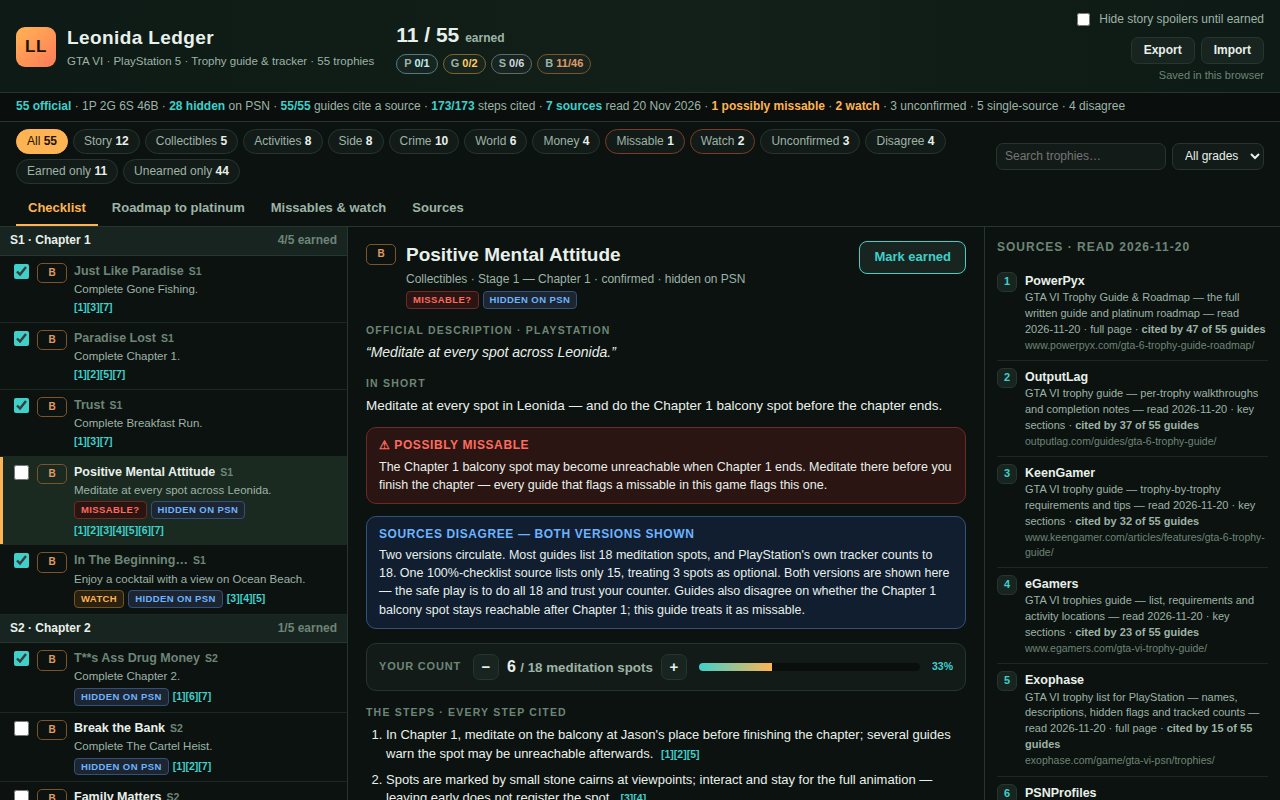 LL
Leonida Ledger
GTA VI · PlayStation 5 · Trophy guide & tracker · 55 trophies
11 / 55 earned
P 0/1 G 0/2 S 0/6 B 11/46
Hide story spoilers until earned
Export Import
Saved in this browser
55 official · 1P 2G 6S 46B · 28 hidden on PSN · 55/55 guides cite a source · 173/173 steps cited · 7 sources read 20 Nov 2026 · 1 possibly missable · 2 watch · 3 unconfirmed · 5 single-source · 4 disagree
All 55 Story 12 Collectibles 5 Activities 8 Side 8 Crime 10 World 6 Money 4 Missable 1 Watch 2 Unconfirmed 3 Disagree 4
Earned only 11 Unearned only 44
Search trophies… All grades
Checklist Roadmap to platinum Missables & watch Sources
S1 · Chapter 1 4/5 earned
B Just Like Paradise S1
Complete Gone Fishing.
[1][3][7]
B Paradise Lost S1
Complete Chapter 1.
[1][2][5][7]
B Trust S1
Complete Breakfast Run.
[1][3][7]
B Positive Mental Attitude S1
Meditate at every spot across Leonida.
MISSABLE? HIDDEN ON PSN
[1][2][3][4][5][6][7]
B In The Beginning… S1
Enjoy a cocktail with a view on Ocean Beach.
WATCH HIDDEN ON PSN [3][4][5]
S2 · Chapter 2 1/5 earned
B T**s Ass Drug Money S2
Complete Chapter 2.
HIDDEN ON PSN [1][6][7]
B Break the Bank S2
Complete The Cartel Heist.
HIDDEN ON PSN [1][2][7]
B Family Matters S2
B Positive Mental Attitude
Mark earned
Collectibles · Stage 1 — Chapter 1 · confirmed · hidden on PSN
MISSABLE? HIDDEN ON PSN
OFFICIAL DESCRIPTION · PLAYSTATION
“Meditate at every spot across Leonida.”
IN SHORT
Meditate at every spot in Leonida — and do the Chapter 1 balcony spot before the chapter ends.
⚠ POSSIBLY MISSABLE
The Chapter 1 balcony spot may become unreachable when Chapter 1 ends. Meditate there before you
finish the chapter — every guide that flags a missable in this game flags this one.
SOURCES DISAGREE — BOTH VERSIONS SHOWN
Two versions circulate. Most guides list 18 meditation spots, and PlayStation's own tracker counts to
18. One 100%-checklist source lists only 15, treating 3 spots as optional. Both versions are shown here
— the safe play is to do all 18 and trust your counter. Guides also disagree on whether the Chapter 1
balcony spot stays reachable after Chapter 1; this guide treats it as missable.
YOUR COUNT − 6 / 18 meditation spots + 33%
THE STEPS · EVERY STEP CITED
1. In Chapter 1, meditate on the balcony at Jason's place before finishing the chapter; several guides
warn the spot may be unreachable afterwards. [1][2][5]
2. Spots are marked by small stone cairns at viewpoints; interact and stay for the full animation —
leaving early does not register the spot. [3][4]
SOURCES · READ 2026-11-20
1 PowerPyx
GTA VI Trophy Guide & Roadmap — the full
written guide and platinum roadmap — read
2026-11-20 · full page · cited by 47 of 55 guides
www.powerpyx.com/gta-6-trophy-guide-roadmap/
2 OutputLag
GTA VI trophy guide — per-trophy walkthroughs
and completion notes — read 2026-11-20 · key
sections · cited by 37 of 55 guides
outputlag.com/guides/gta-6-trophy-guide/
3 KeenGamer
GTA VI trophy guide — trophy-by-trophy
requirements and tips — read 2026-11-20 · key
sections · cited by 32 of 55 guides
www.keengamer.com/articles/features/gta-6-trophy-
guide/
4 eGamers
GTA VI trophies guide — list, requirements and
activity locations — read 2026-11-20 · key
sections · cited by 23 of 55 guides
www.egamers.com/gta-vi-trophy-guide/
5 Exophase
GTA VI trophy list for PlayStation — names,
descriptions, hidden flags and tracked counts —
read 2026-11-20 · full page · cited by 15 of 55
guides
exophase.com/game/gta-vi-psn/trophies/
6 PSNProfiles